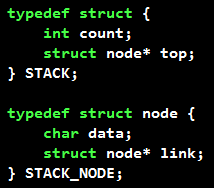 typedef struct {
    int count;
    struct node* top;
} STACK;

typedef struct node {
    char data;
    struct node* link;
} STACK_NODE;